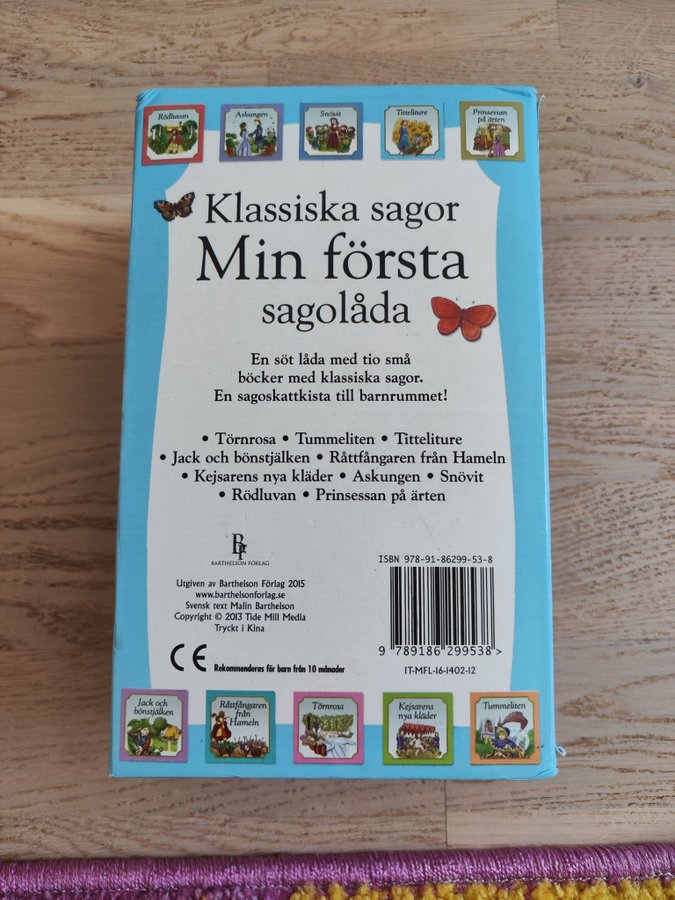 Rödluvan
Askungen
Snövit
Titteliture
Prinsessan
på ärten
Klassiska sagor
Min första
sagolåda
En söt låda med tio små
böcker med klassiska sagor.
En sagoskattkista till barnrummet!
• Törnrosa • Tummeliten • Titteliture
• Jack och bönstjälken • Råttfångaren från Hameln
• Kejsarens nya kläder • Askungen • Snövit
• Rödluvan • Prinsessan på ärten
BF
BARTHELSON FÖRLAG
Utgiven av Barthelson Förlag 2015
www.barthelsonforlag.se
Svensk text Malin Barthelson
Copyright © 2013 Tide Mill Media
Tryckt i Kina
CE Rekommenderas för barn från 10 månader
ISBN 978-91-86299-53-8
9 789186 299538 >
IT-MFL-16-1402-12
Jack och
bönstjälken
Råttfångaren
från
Hameln
Törnrosa
Kejsarens
nya kläder
Tummeliten